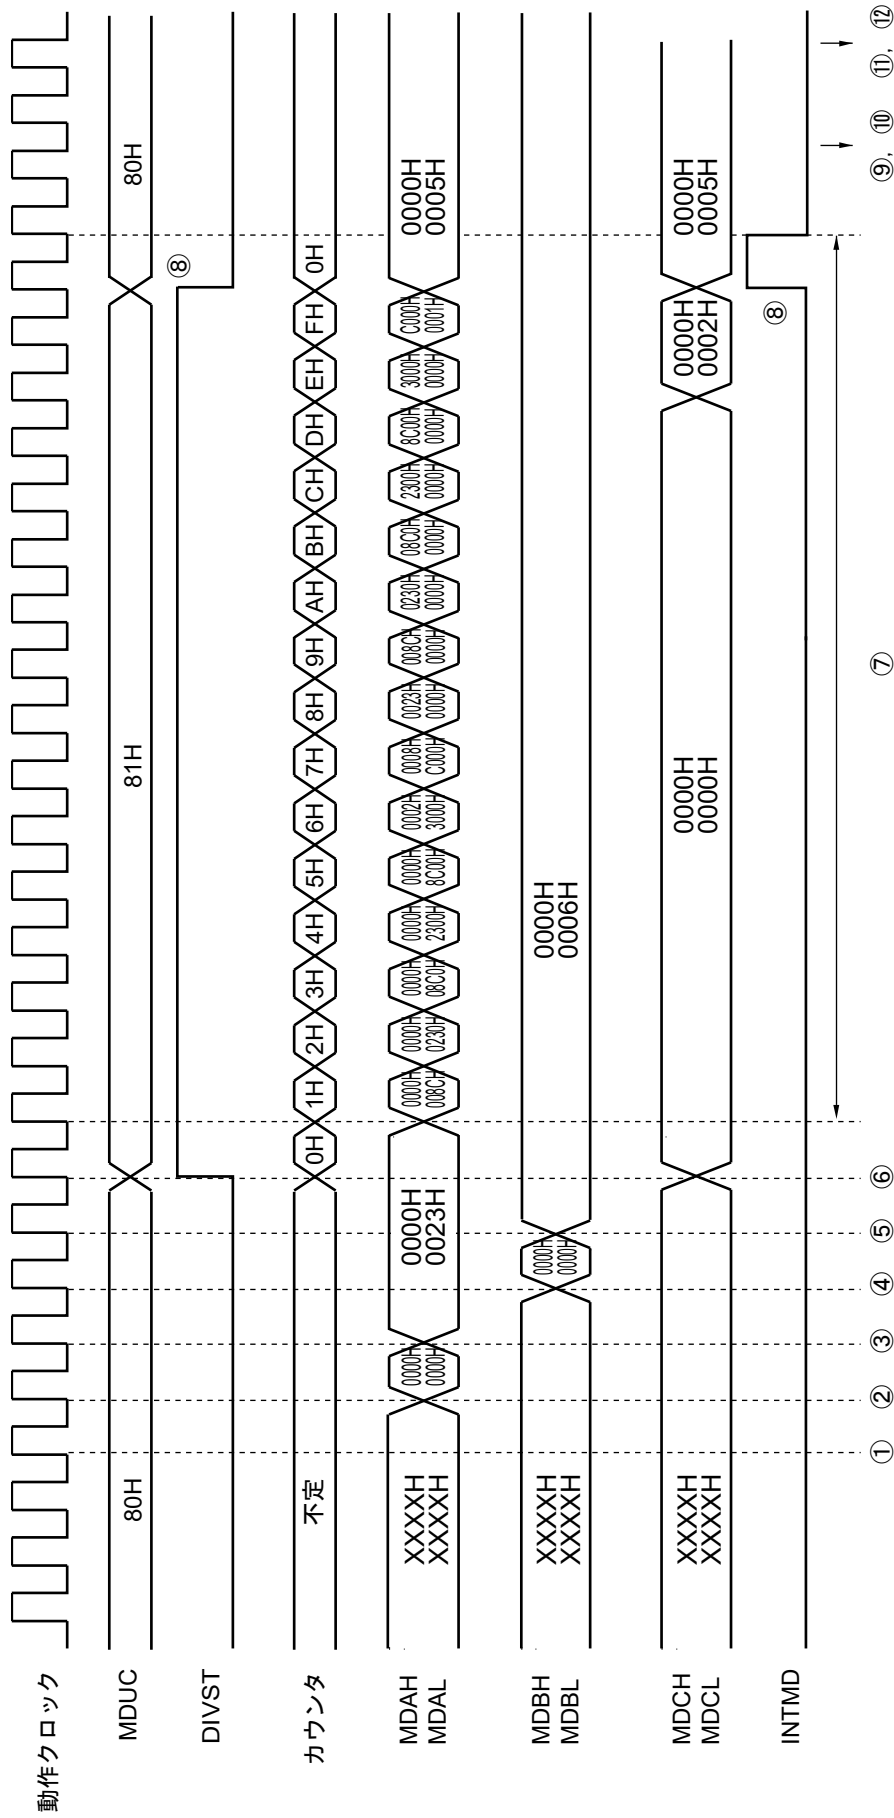 動作クロック
MDUC 80H 81H 80H
DIVST ⑧
カウンタ 不定 0H 1H 2H 3H 4H 5H 6H 7H 8H 9H AH BH CH DH EH FH 0H
MDAH XXXXH 0000H 0000H 0000H 0000H 0000H 0000H 0000H 0002H 0008H 0023H 008CH 0230H 08C0H 2300H 8C00H 3000H C000H 0000H
MDAL XXXXH 0000H 0023H 008CH 0230H 08C0H 2300H 8C00H 3000H C000H 0000H 0000H 0000H 0000H 0000H 0000H 0000H 0001H 0005H
MDBH XXXXH 0000H 0000H
MDBL XXXXH 0000H 0006H
MDCH XXXXH 0000H 0000H 0000H
MDCL XXXXH 0000H 0002H 0005H
INTMD ⑧
① ② ③ ④ ⑤ ⑥ ⑦ ⑨, ⑩ ⑪, ⑫